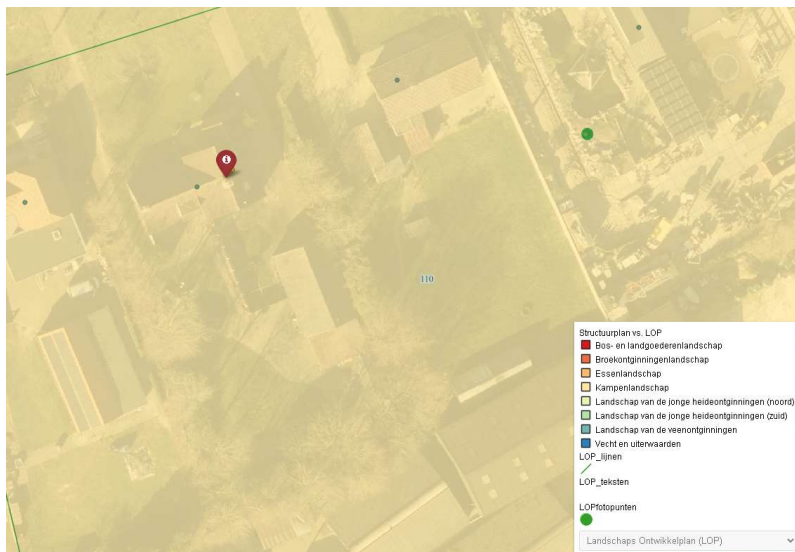 110
Structuurplan vs. LOP
Bos- en landgoederenlandschap
Broekontginningenlandschap
Essenlandschap
Kampenlandschap
Landschap van de jonge heideontginningen (noord)
Landschap van de jonge heideontginningen (zuid)
Landschap van de veenontginningen
Vecht en uiterwaarden
LOP_lijnen
LOP_teksten
LOPfotopunten
Landschaps Ontwikkelplan (LOP)